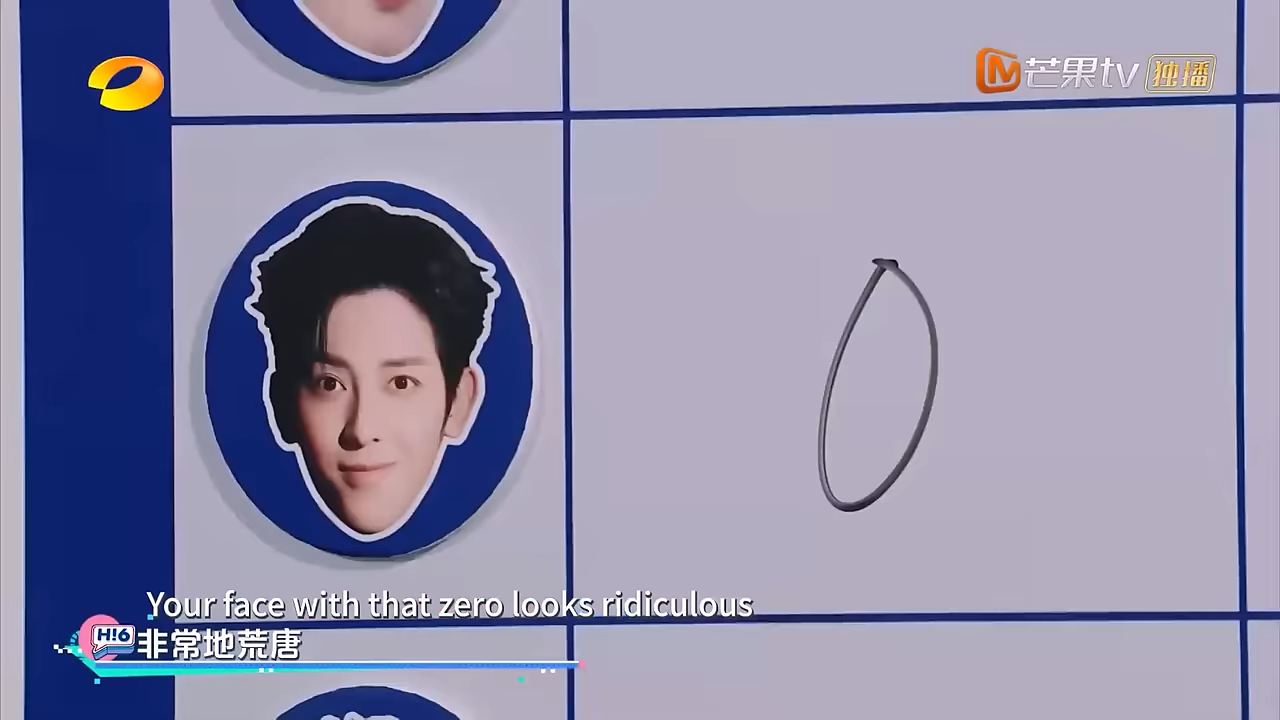 芒果tv 独播
0
Your face with that zero looks ridiculous
H!6
非常地荒唐